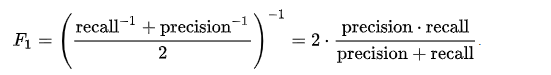 F₁ = ( (recall⁻¹ + precision⁻¹) / 2 )⁻¹ = 2 · (precision · recall) / (precision + recall).